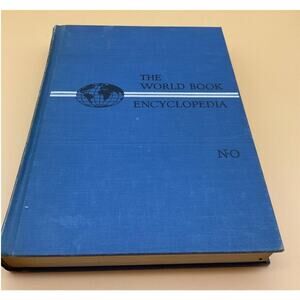 THE
WORLD BOOK
ENCYCLOPEDIA
N-O